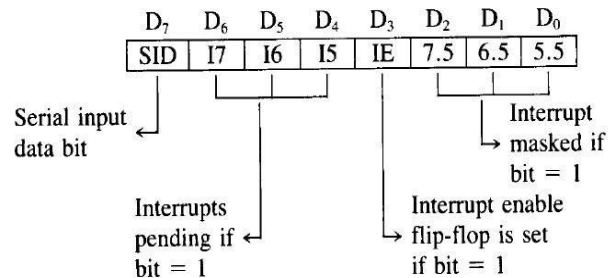 D₇ D₆ D₅ D₄ D₃ D₂ D₁ D₀
SID I7 I6 I5 IE 7.5 6.5 5.5
Serial input
data bit
Interrupt
masked if
bit = 1
Interrupts
pending if
bit = 1
Interrupt enable
flip-flop is set
if bit = 1